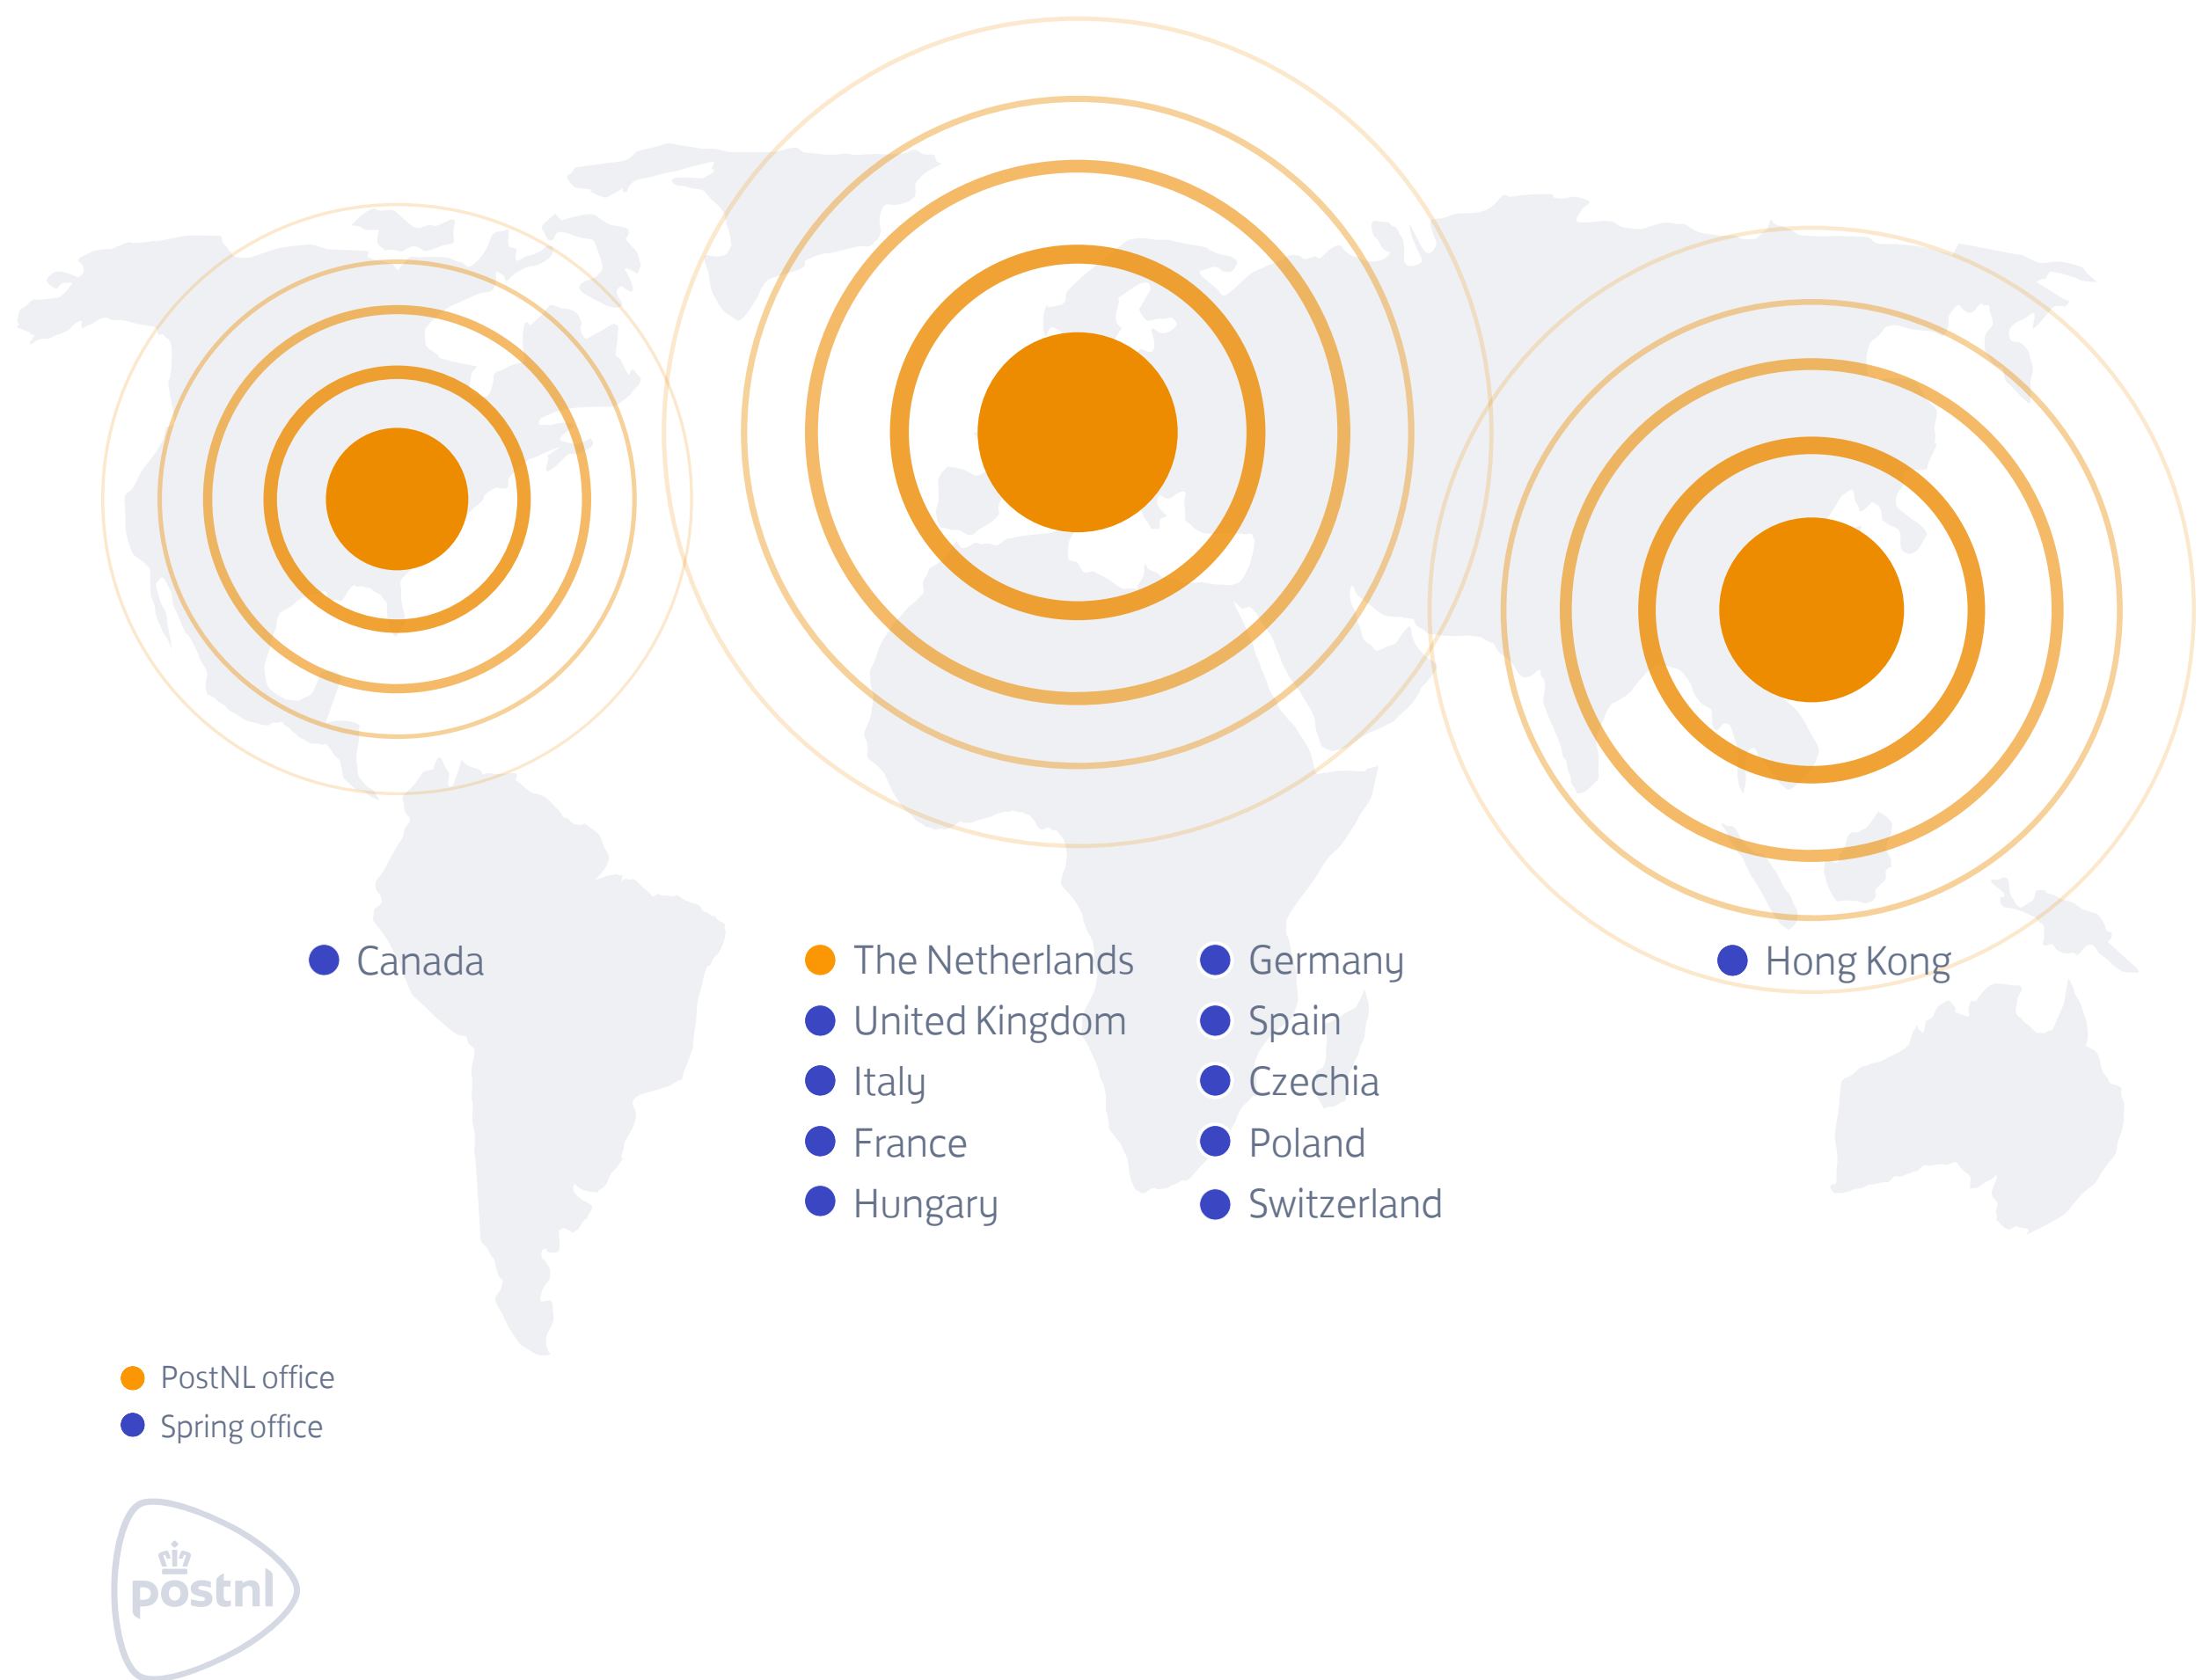 Canada
The Netherlands
United Kingdom
Italy
France
Hungary
Germany
Spain
Czechia
Poland
Switzerland
Hong Kong
PostNL office
Spring office
postnl